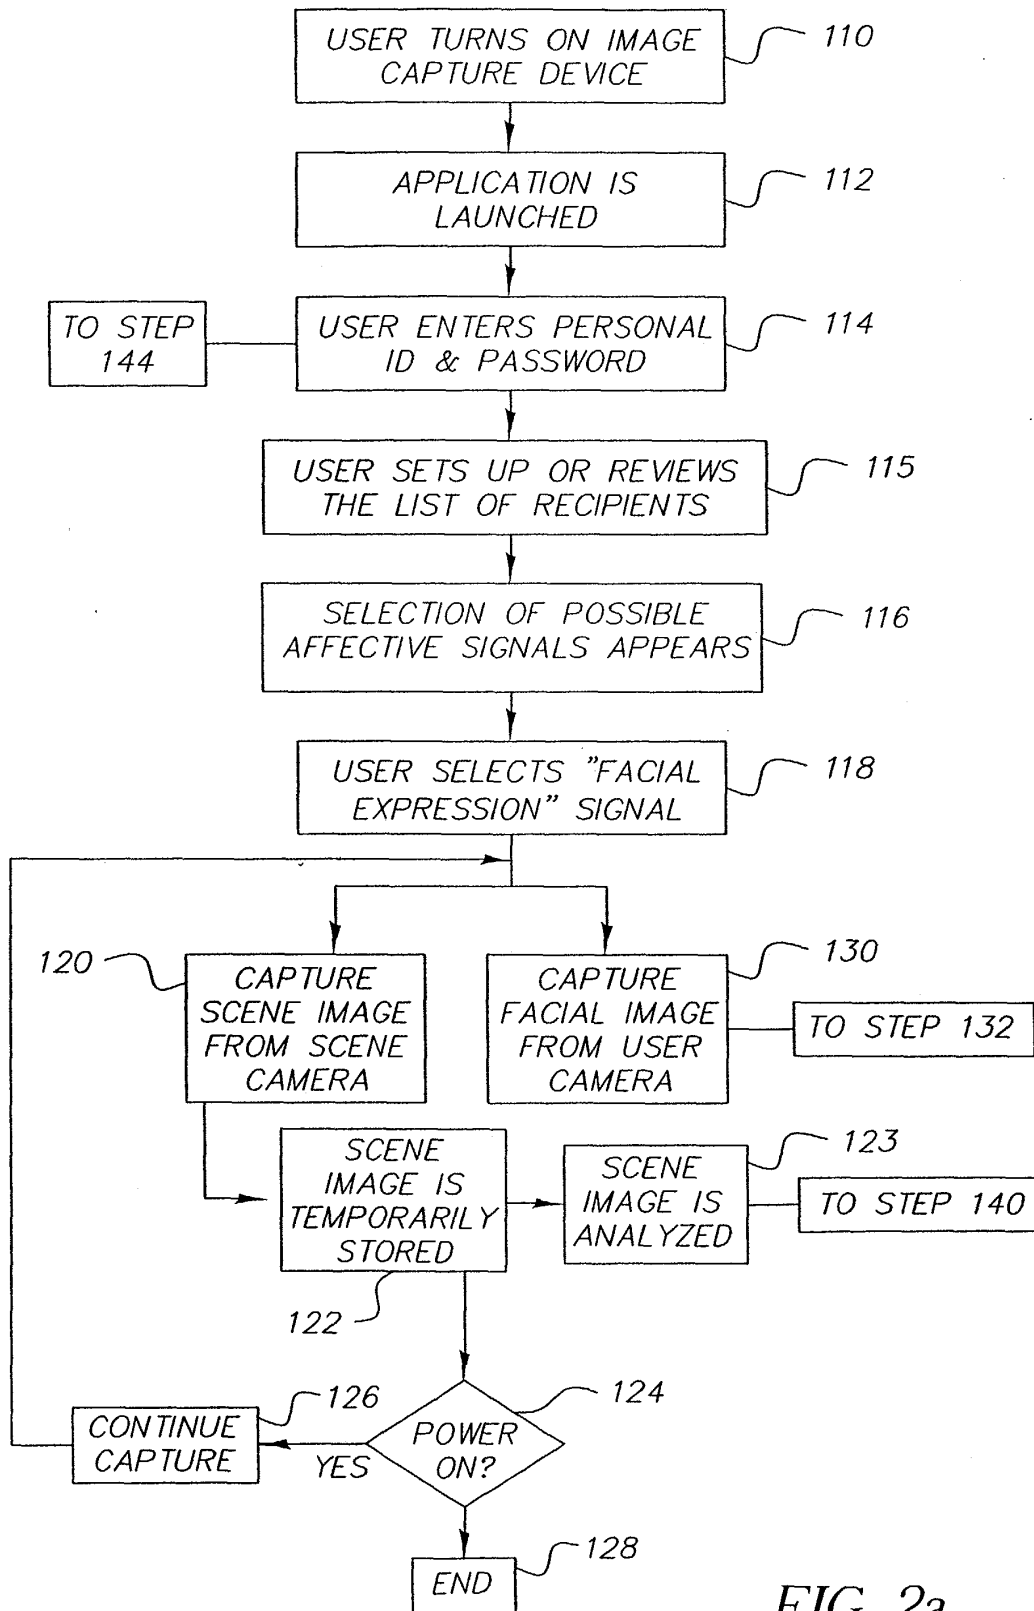 USER TURNS ON IMAGE
CAPTURE DEVICE
110
APPLICATION IS
LAUNCHED
112
TO STEP
144
USER ENTERS PERSONAL
ID & PASSWORD
114
USER SETS UP OR REVIEWS
THE LIST OF RECIPIENTS
115
SELECTION OF POSSIBLE
AFFECTIVE SIGNALS APPEARS
116
USER SELECTS "FACIAL
EXPRESSION" SIGNAL
118
120
CAPTURE
SCENE IMAGE
FROM SCENE
CAMERA
CAPTURE
FACIAL IMAGE
FROM USER
CAMERA
130
TO STEP 132
SCENE
IMAGE IS
TEMPORARILY
STORED
122
SCENE
IMAGE IS
ANALYZED
123
TO STEP 140
POWER
ON?
124
YES
CONTINUE
CAPTURE
126
END
128
FIG. 2a